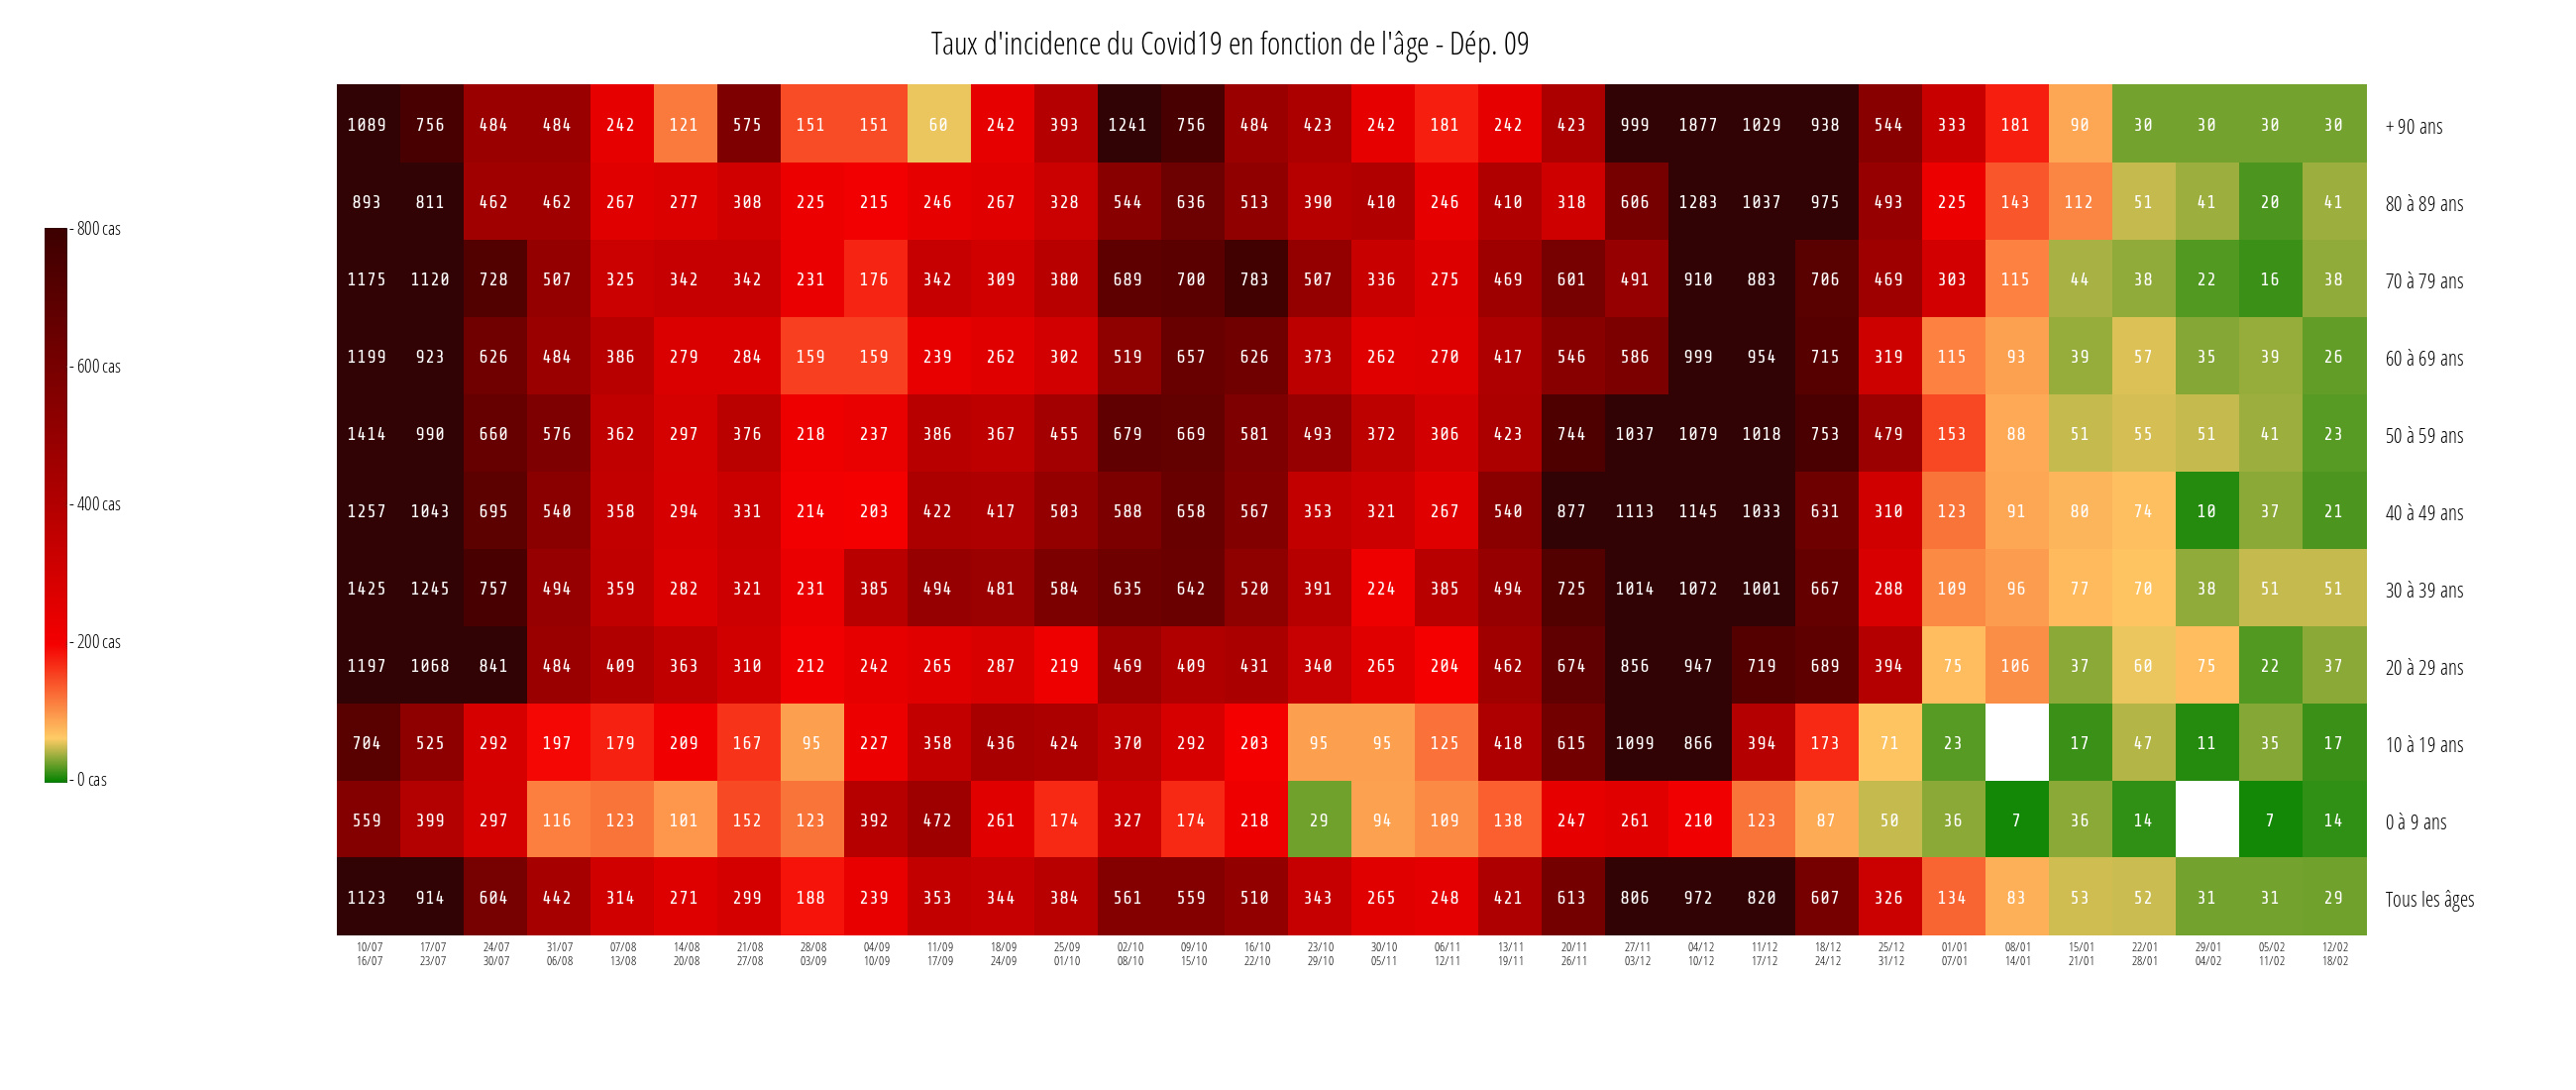 Taux d'incidence du Covid19 en fonction de l'âge - Dép. 09
- 800 cas
- 600 cas
- 400 cas
- 200 cas
- 0 cas
1089 756 484 484 242 121 575 151 151 60 242 393 1241 756 484 423 242 181 242 423 999 1877 1029 938 544 333 181 90 30 30 30 30 + 90 ans
893 811 462 462 267 277 308 225 215 246 267 328 544 636 513 390 410 246 410 318 606 1283 1037 975 493 225 143 112 51 41 20 41 80 à 89 ans
1175 1120 728 507 325 342 342 231 176 342 309 380 689 700 783 507 336 275 469 601 491 910 883 706 469 303 115 44 38 22 16 38 70 à 79 ans
1199 923 626 484 386 279 284 159 159 239 262 302 519 657 626 373 262 270 417 546 586 999 954 715 319 115 93 39 57 35 39 26 60 à 69 ans
1414 990 660 576 362 297 376 218 237 386 367 455 679 669 581 493 372 306 423 744 1037 1079 1018 753 479 153 88 51 55 51 41 23 50 à 59 ans
1257 1043 695 540 358 294 331 214 203 422 417 503 588 658 567 353 321 267 540 877 1113 1145 1033 631 310 123 91 80 74 10 37 21 40 à 49 ans
1425 1245 757 494 359 282 321 231 385 494 481 584 635 642 520 391 224 385 494 725 1014 1072 1001 667 288 109 96 77 70 38 51 51 30 à 39 ans
1197 1068 841 484 409 363 310 212 242 265 287 219 469 409 431 340 265 204 462 674 856 947 719 689 394 75 106 37 60 75 22 37 20 à 29 ans
704 525 292 197 179 209 167 95 227 358 436 424 370 292 203 95 95 125 418 615 1099 866 394 173 71 23 17 47 11 35 17 10 à 19 ans
559 399 297 116 123 101 152 123 392 472 261 174 327 174 218 29 94 109 138 247 261 210 123 87 50 36 7 36 14 7 14 0 à 9 ans
1123 914 604 442 314 271 299 188 239 353 344 384 561 559 510 343 265 248 421 613 806 972 820 607 326 134 83 53 52 31 31 29 Tous les âges
10/07 17/07 24/07 31/07 07/08 14/08 21/08 28/08 04/09 11/09 18/09 25/09 02/10 09/10 16/10 23/10 30/10 06/11 13/11 20/11 27/11 04/12 11/12 18/12 25/12 01/01 08/01 15/01 22/01 29/01 05/02 12/02
16/07 23/07 30/07 06/08 13/08 20/08 27/08 03/09 10/09 17/09 24/09 01/10 08/10 15/10 22/10 29/10 05/11 12/11 19/11 26/11 03/12 10/12 17/12 24/12 31/12 07/01 14/01 21/01 28/01 04/02 11/02 18/02